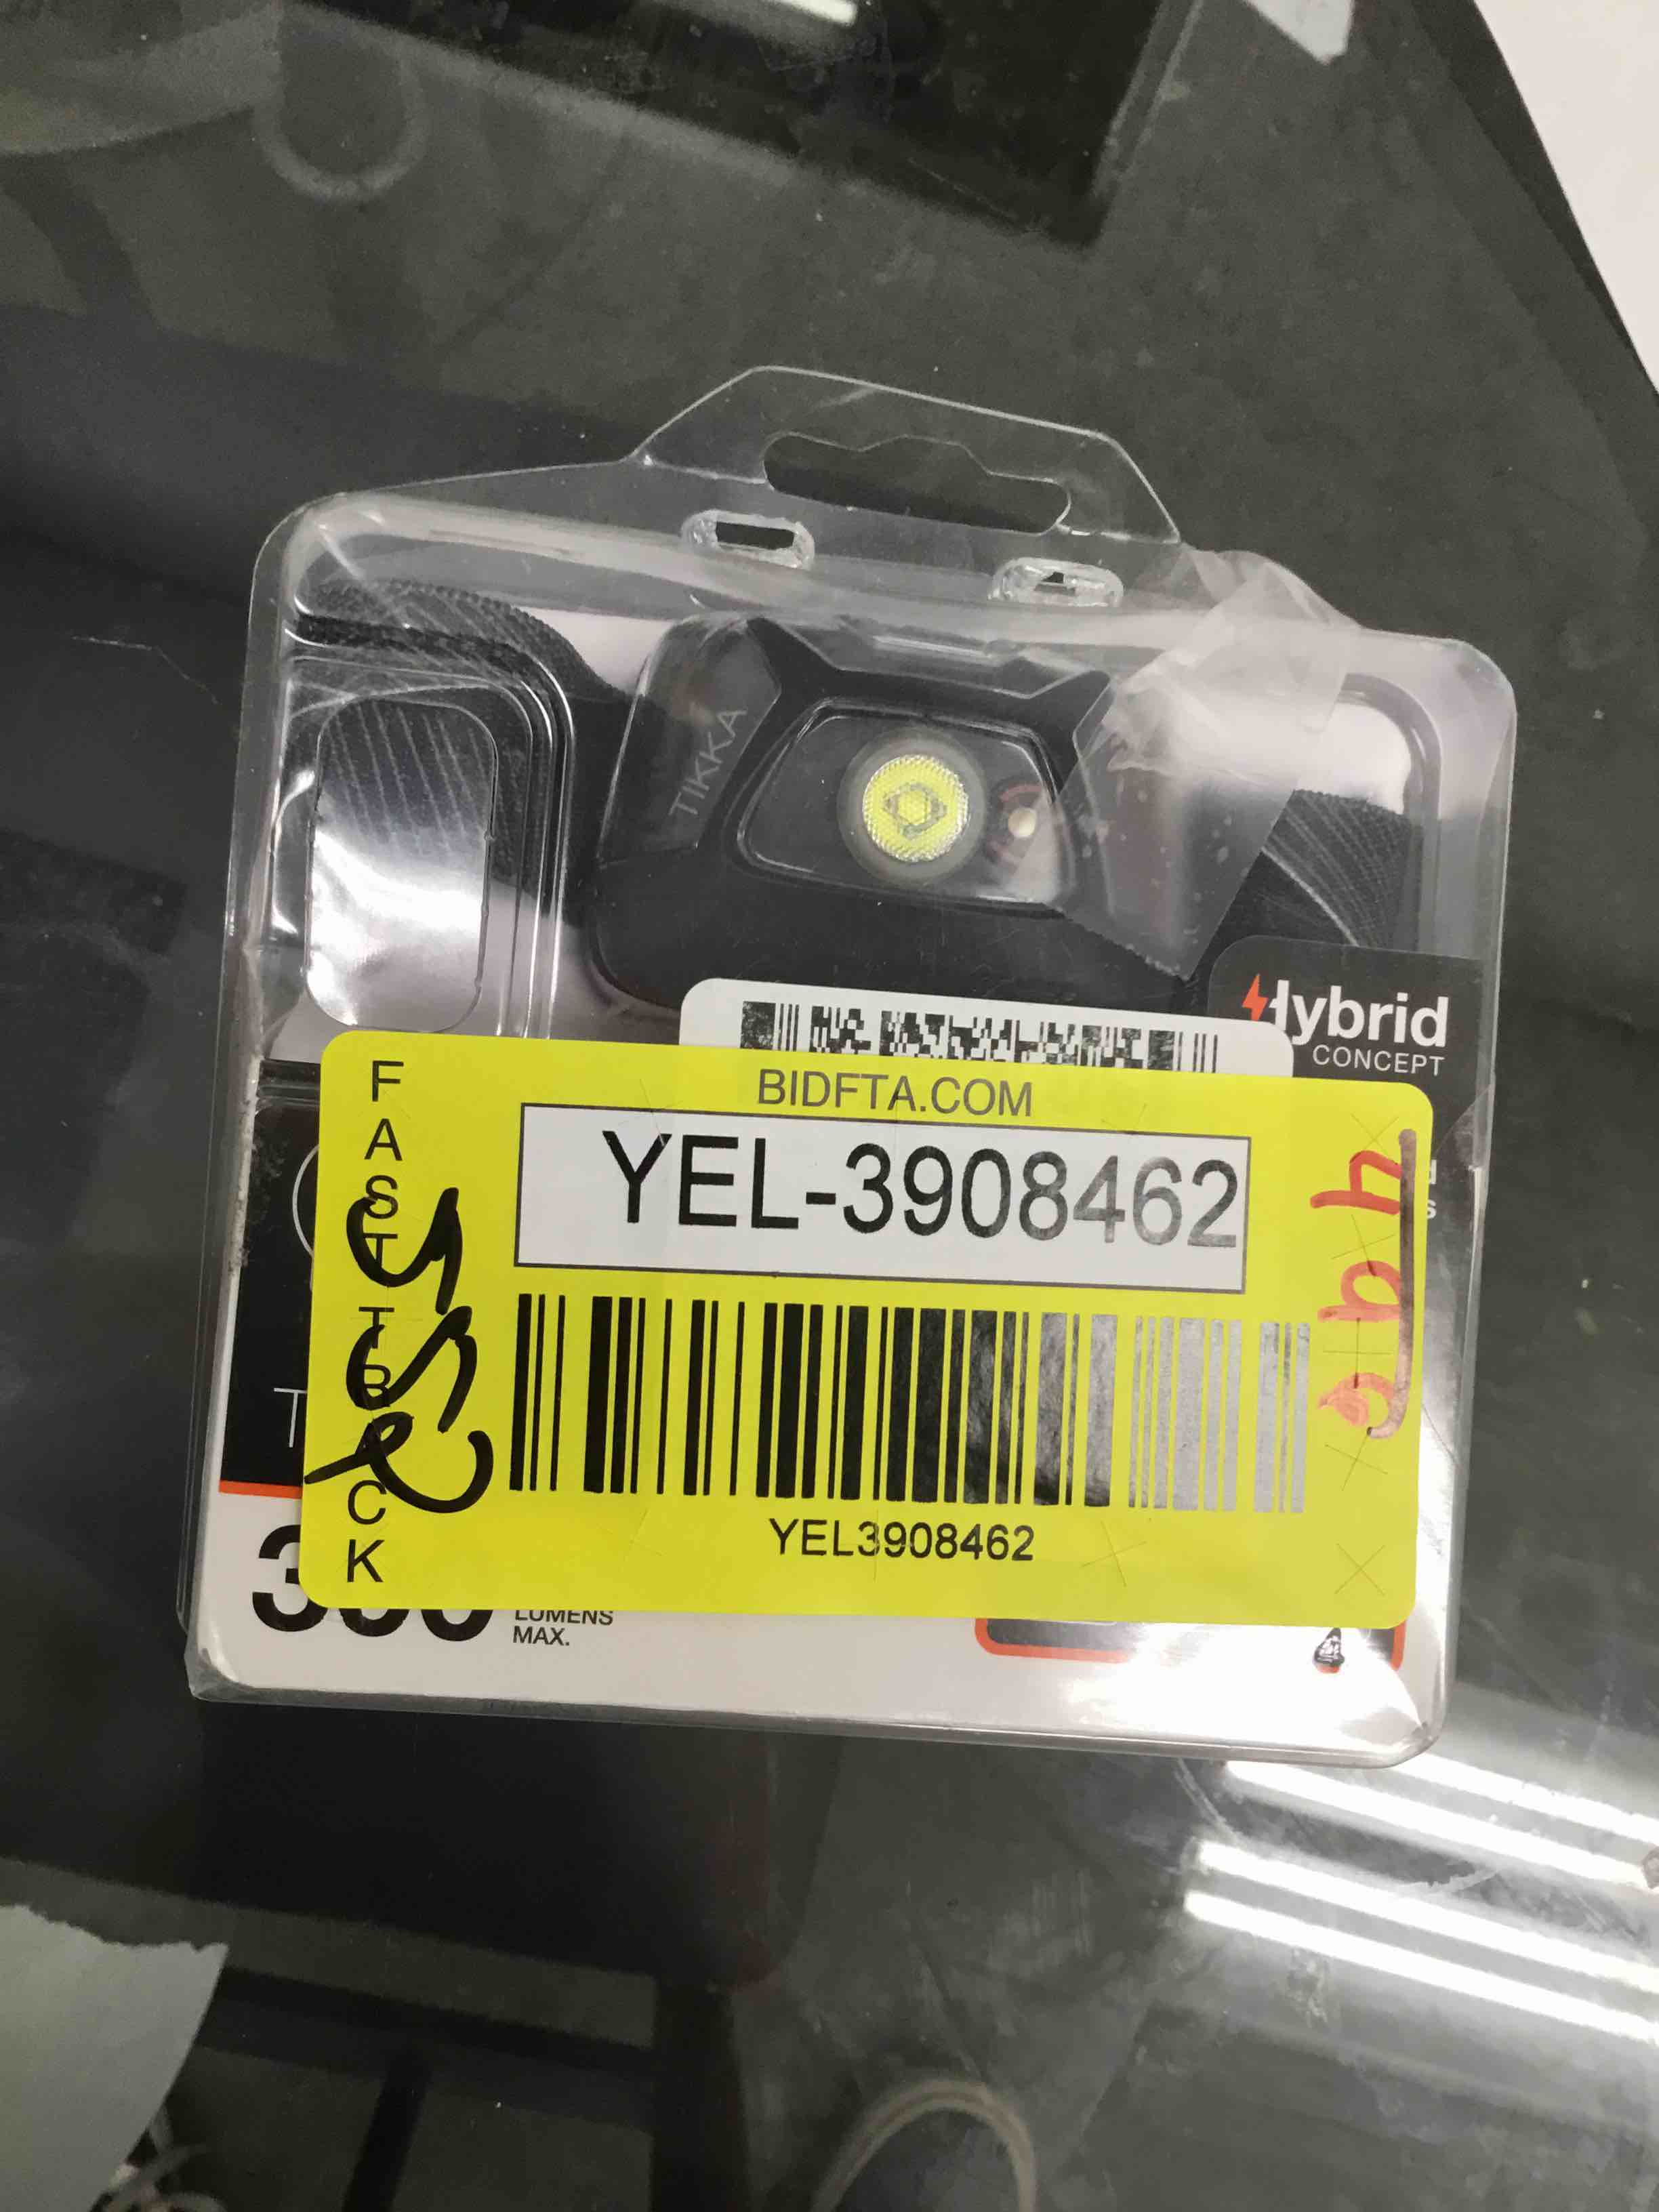 TIKKA
Hybrid
CONCEPT
BIDFTA.COM
FAST TRACK
YEL-3908462
YEL3908462
LUMENS
MAX.